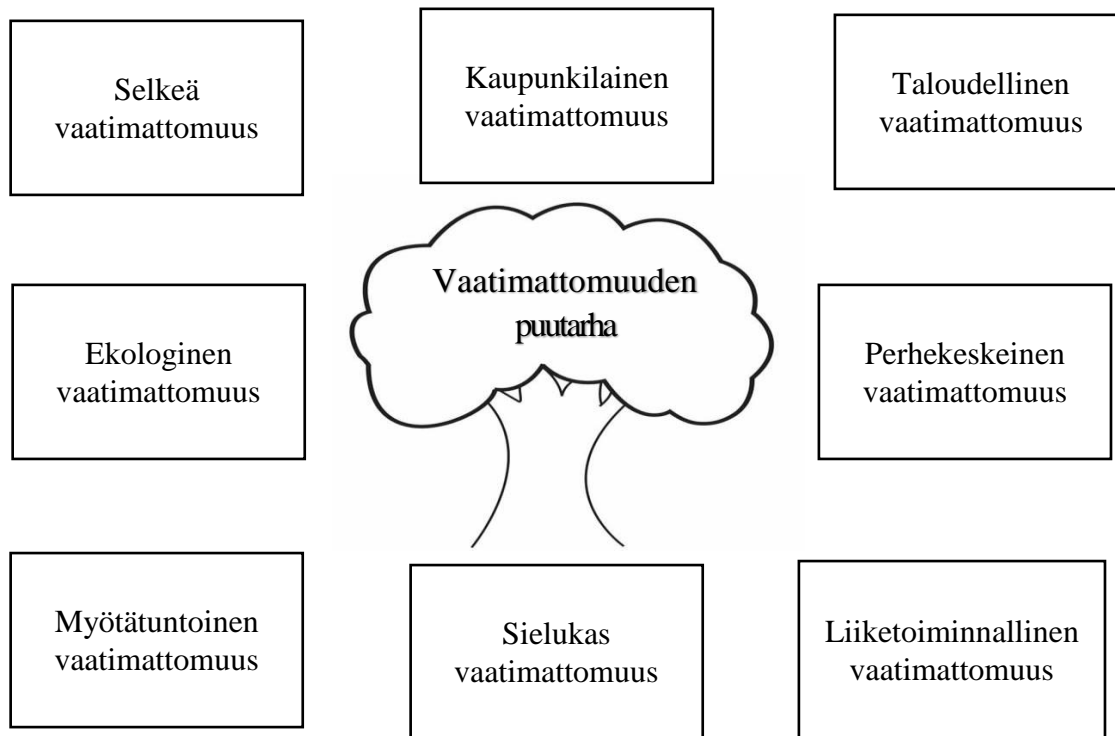 Selkeä
vaatimattomuus
Kaupunkilainen
vaatimattomuus
Taloudellinen
vaatimattomuus
Vaatimattomuuden
puutarha
Ekologinen
vaatimattomuus
Perhekeskeinen
vaatimattomuus
Myötätuntoinen
vaatimattomuus
Sielukas
vaatimattomuus
Liiketoiminnallinen
vaatimattomuus